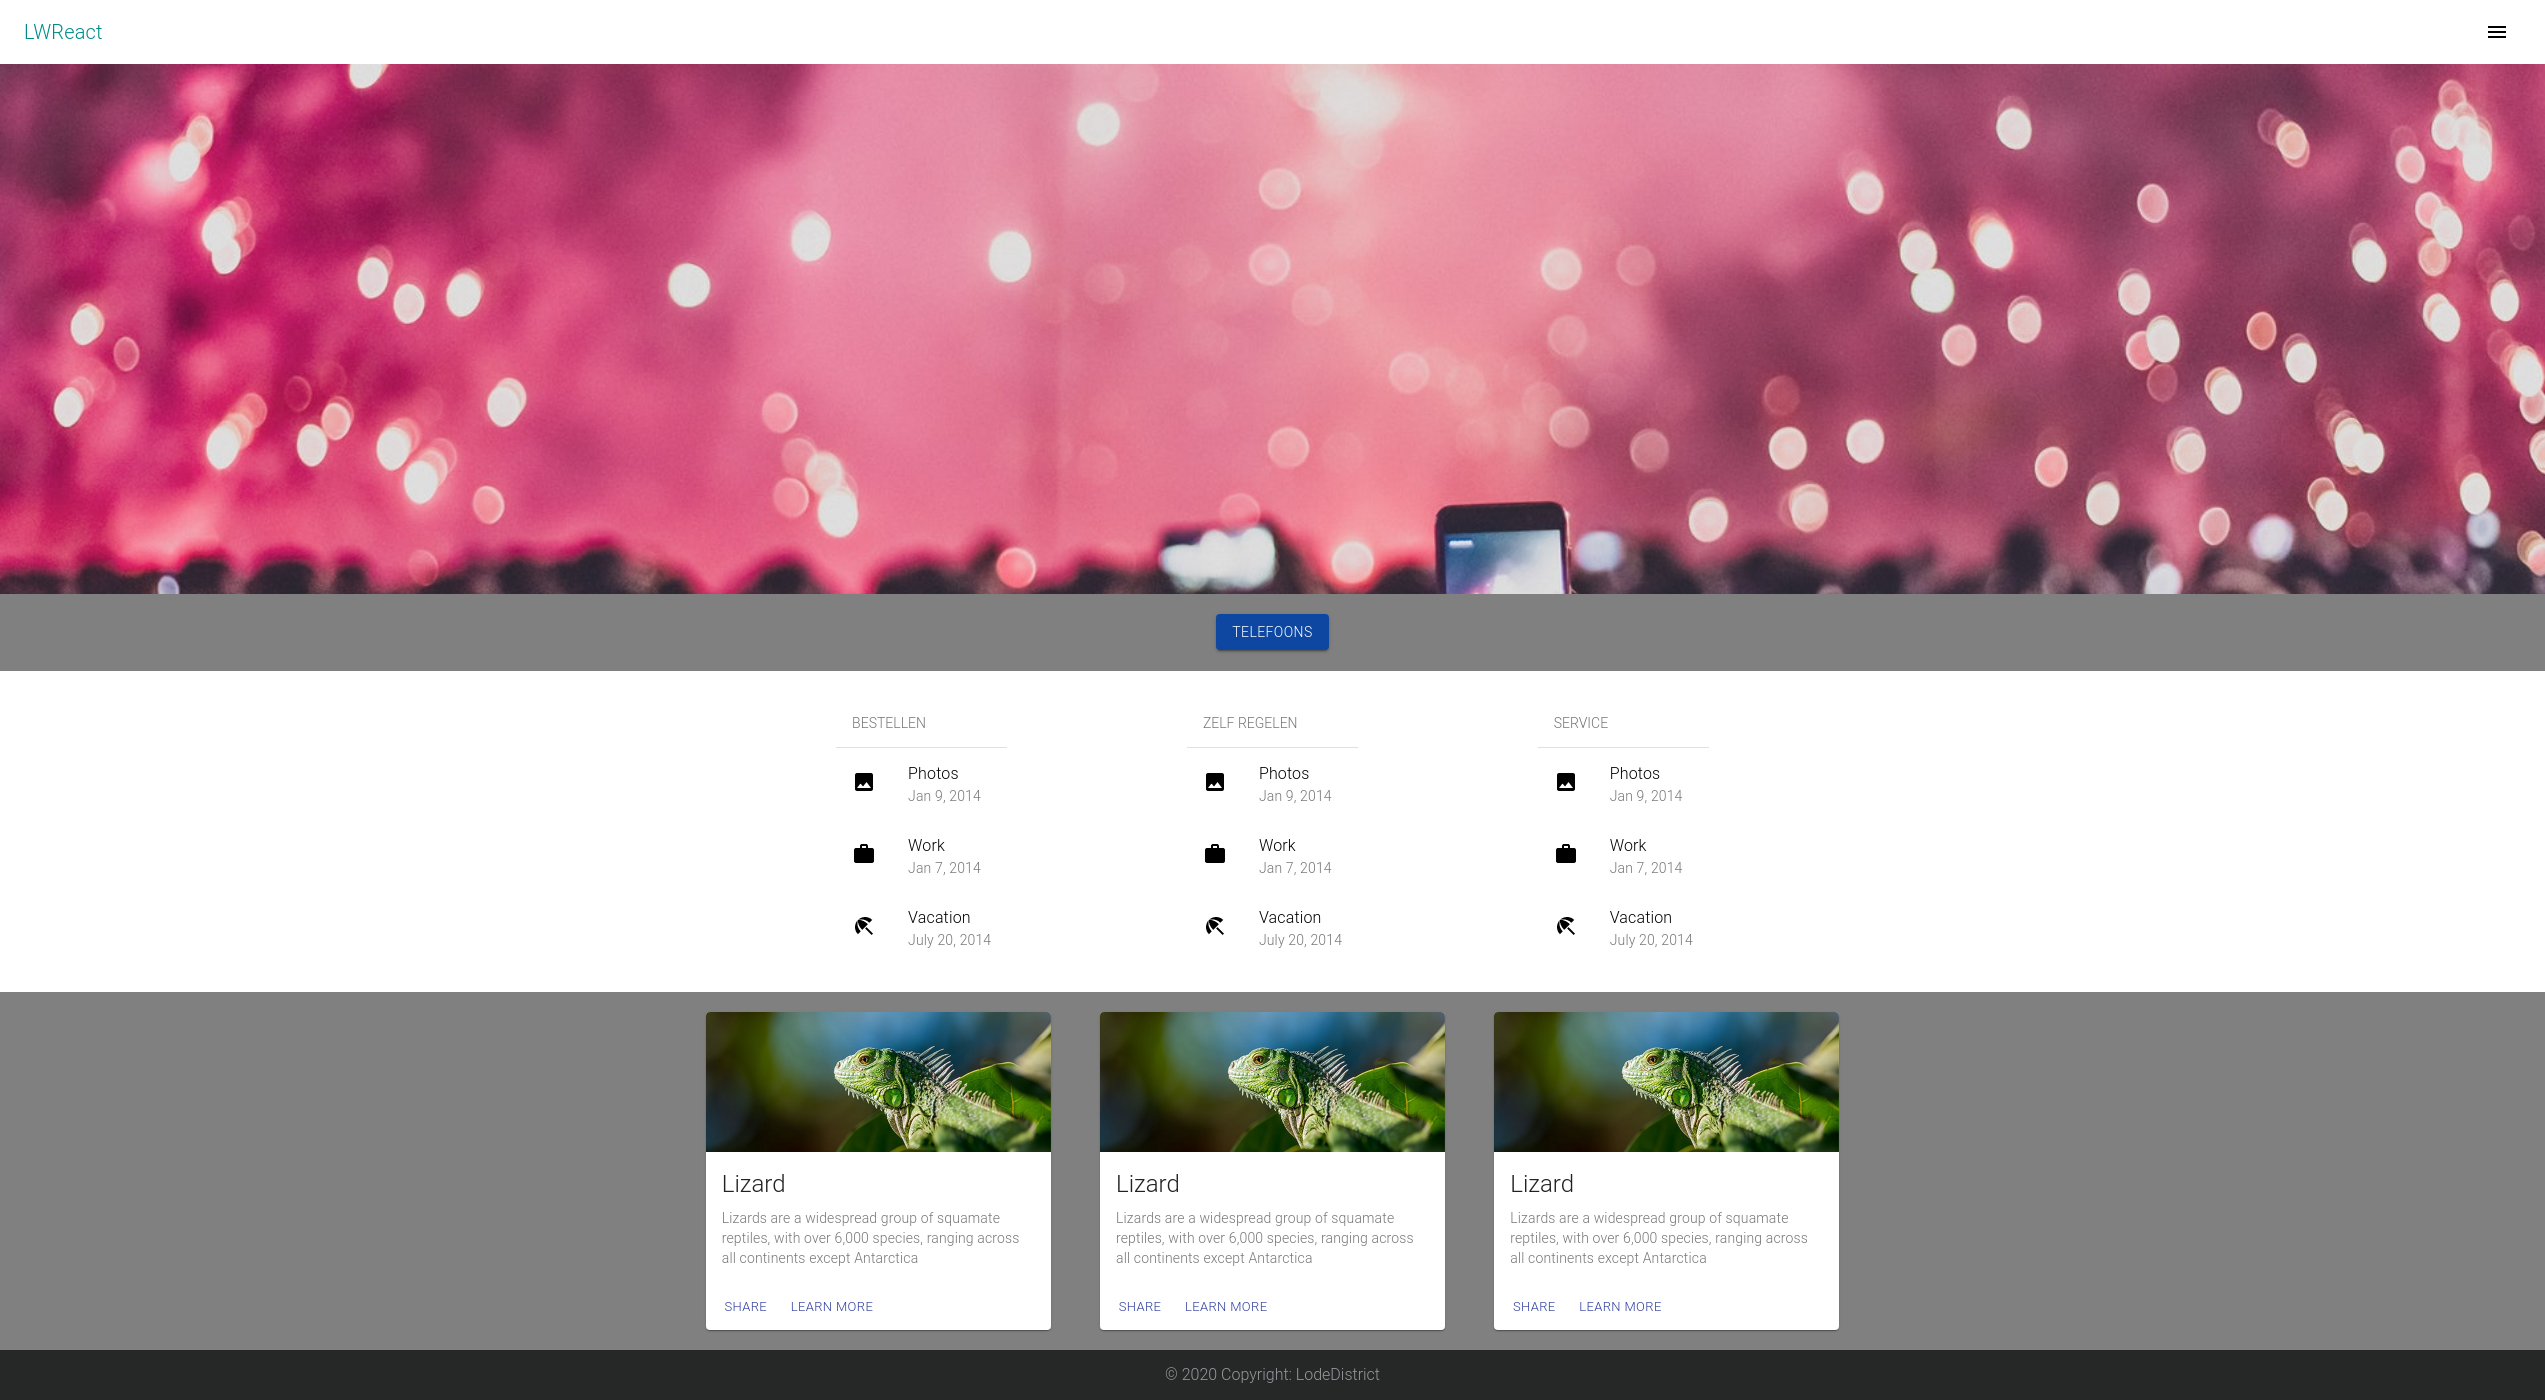 LWReact
TELEFOONS
BESTELLEN
Photos
Jan 9, 2014
Work
Jan 7, 2014
Vacation
July 20, 2014
ZELF REGELEN
Photos
Jan 9, 2014
Work
Jan 7, 2014
Vacation
July 20, 2014
SERVICE
Photos
Jan 9, 2014
Work
Jan 7, 2014
Vacation
July 20, 2014
Lizard
Lizards are a widespread group of squamate
reptiles, with over 6,000 species, ranging across
all continents except Antarctica
SHARE LEARN MORE
Lizard
Lizards are a widespread group of squamate
reptiles, with over 6,000 species, ranging across
all continents except Antarctica
SHARE LEARN MORE
Lizard
Lizards are a widespread group of squamate
reptiles, with over 6,000 species, ranging across
all continents except Antarctica
SHARE LEARN MORE
© 2020 Copyright: LodeDistrict